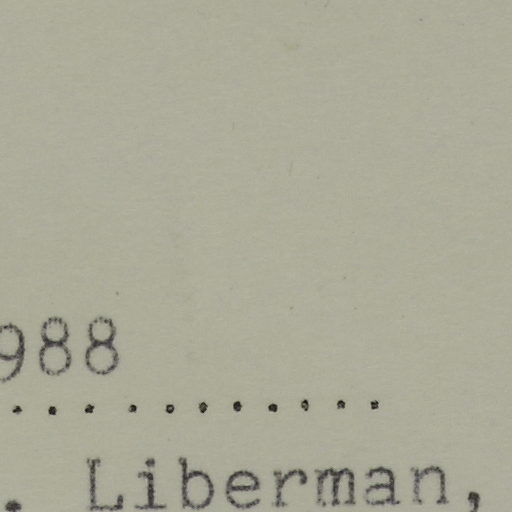 988
...........
. Liberman,